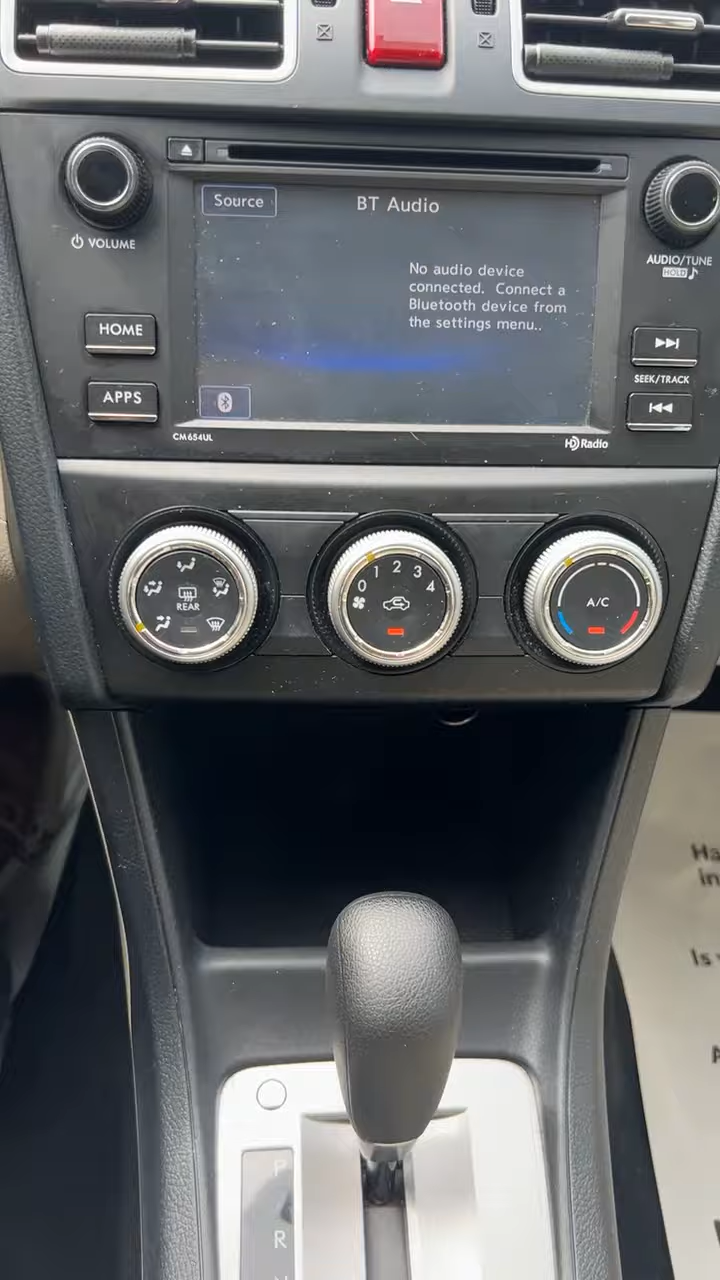 Source
BT Audio
VOLUME
AUDIO/TUNE
HOLD
No audio device
connected. Connect a
Bluetooth device from
the settings menu..
HOME
APPS
SEEK/TRACK
CM654UL
HD Radio
REAR
0 1 2 3 4
A/C
P
R
Is